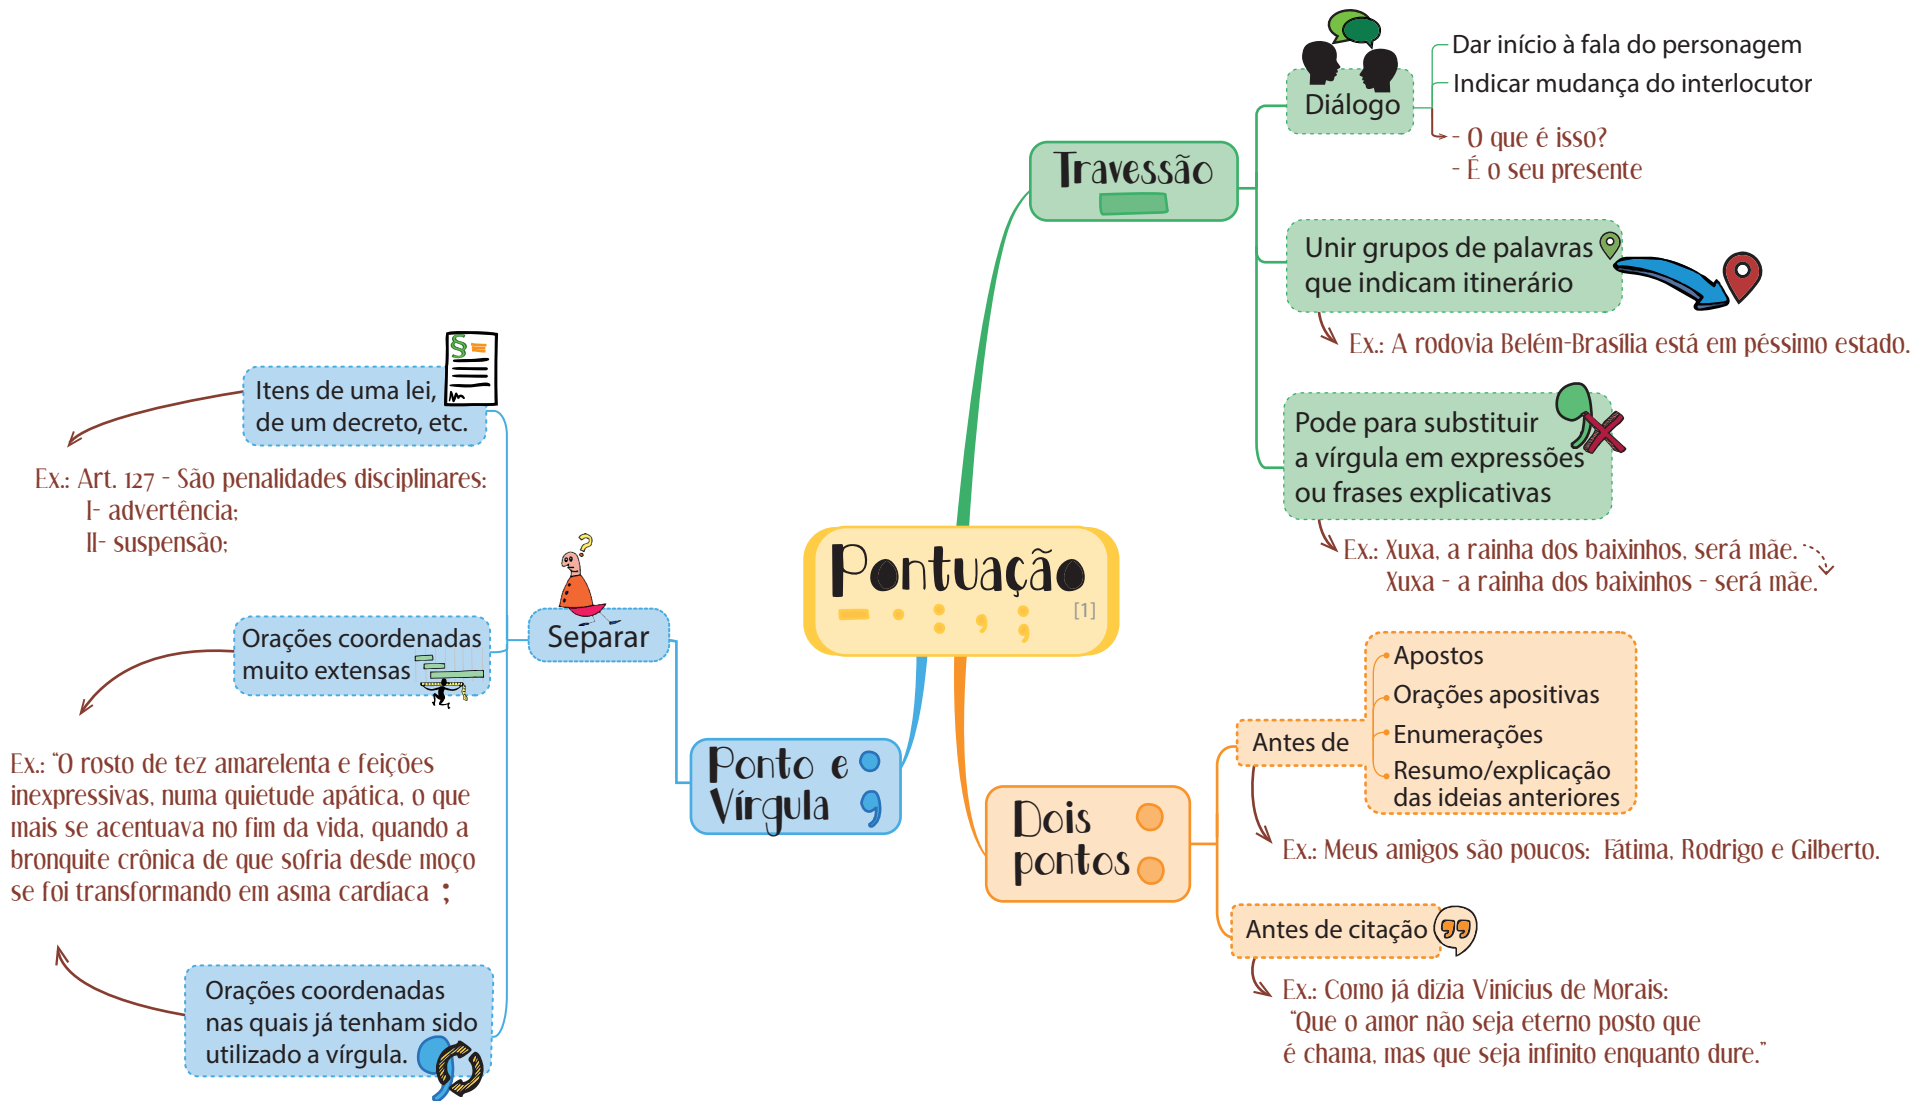 Pontuação
[1]
Travessão
Diálogo
Dar início à fala do personagem
Indicar mudança do interlocutor
- O que é isso?
- É o seu presente
Unir grupos de palavras
que indicam itinerário
Ex.: A rodovia Belém-Brasília está em péssimo estado.
Pode para substituir
a vírgula em expressões
ou frases explicativas
Ex.: Xuxa, a rainha dos baixinhos, será mãe.
Xuxa - a rainha dos baixinhos - será mãe.
Dois
pontos
Antes de
Apostos
Orações apositivas
Enumerações
Resumo/explicação
das ideias anteriores
Ex.: Meus amigos são poucos: Fátima, Rodrigo e Gilberto.
Antes de citação
Ex.: Como já dizia Vinícius de Morais:
"Que o amor não seja eterno posto que
é chama, mas que seja infinito enquanto dure."
Ponto e
Vírgula
Separar
Itens de uma lei,
de um decreto, etc.
Ex.: Art. 127 - São penalidades disciplinares:
I- advertência;
II- suspensão;
Orações coordenadas
muito extensas
Ex.: "O rosto de tez amarelenta e feições
inexpressivas, numa quietude apática, o que
mais se acentuava no fim da vida, quando a
bronquite crônica de que sofria desde moço
se foi transformando em asma cardíaca ;
Orações coordenadas
nas quais já tenham sido
utilizado a vírgula.